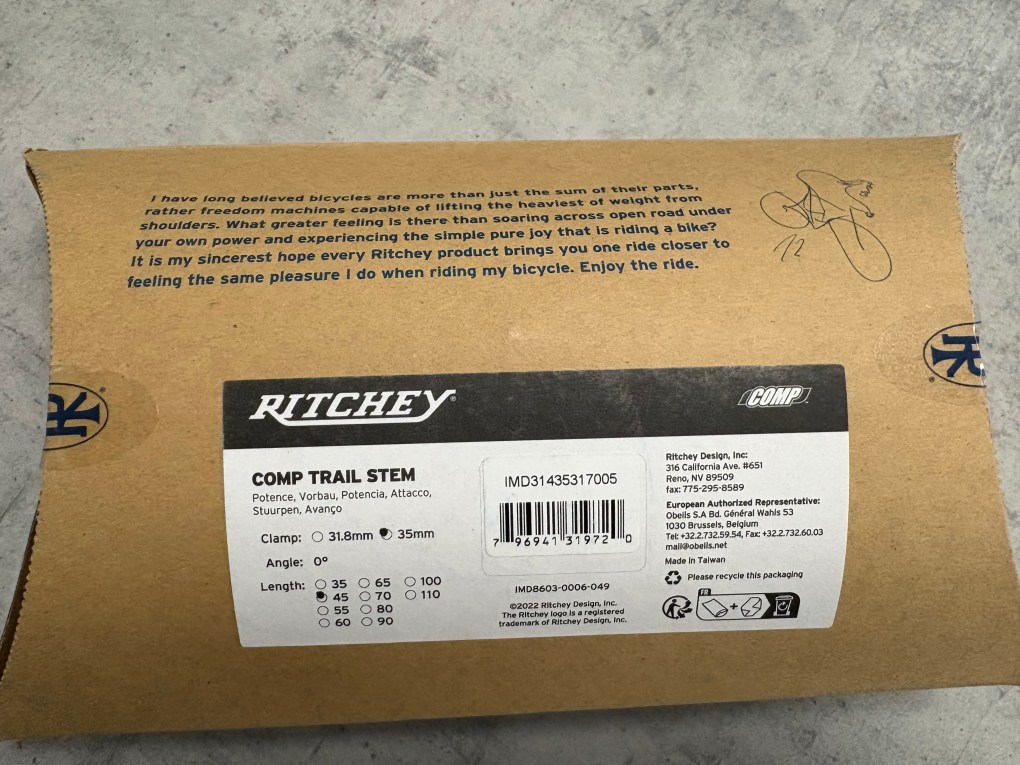 I have long believed bicycles are more than just the sum of their parts,
rather freedom machines capable of lifting the heaviest of weight from
shoulders. What greater feeling is there than soaring across open road under
your own power and experiencing the simple pure joy that is riding a bike?
It is my sincerest hope every Ritchey product brings you one ride closer to
feeling the same pleasure I do when riding my bicycle. Enjoy the ride.
RITCHEY®
COMP
COMP TRAIL STEM
Potence, Vorbau, Potencia, Attacco,
Stuurpen, Avanço
Clamp: 31.8mm 35mm
Angle: 0°
Length: 35 65 100
45 70 110
55 80
60 90
IMD31435317005
7 96941 31972 0
IMD8603-0006-049
©2022 Ritchey Design, Inc.
The Ritchey logo is a registered
trademark of Ritchey Design, Inc.
Ritchey Design, Inc:
316 California Ave. #651
Reno, NV 89509
fax: 775-295-8589
European Authorized Representative:
Obelis S.A Bd. Général Wahis 53
1030 Brussels, Belgium
Tel: +32.2.732.59.54, Fax: +32.2.732.60.03
mail@obelis.net
Made in Taiwan
Please recycle this packaging
FR